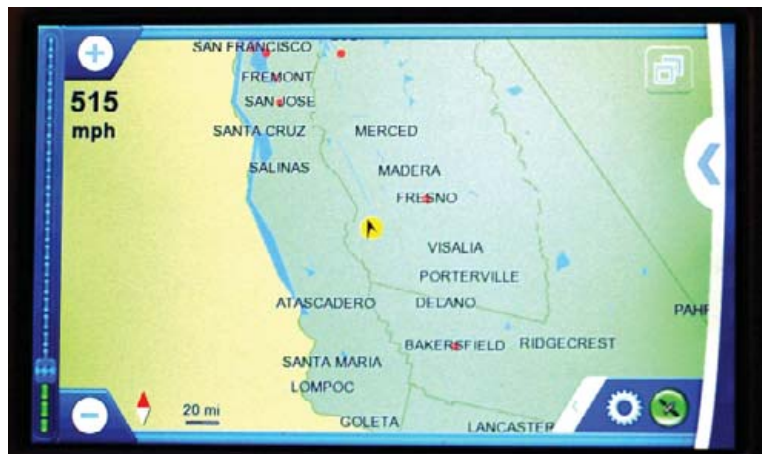 SAN FRANCISCO
FREMONT
515
SAN JOSE
mph
SANTA CRUZ MERCED
SALINAS MADERA
FRESNO
VISALIA
PORTERVILLE
ATASCADERO DELANO
PAHR
BAKERSFIELD RIDGECREST
SANTA MARIA
LOMPOC
20 mi
GOLETA LANCASTER